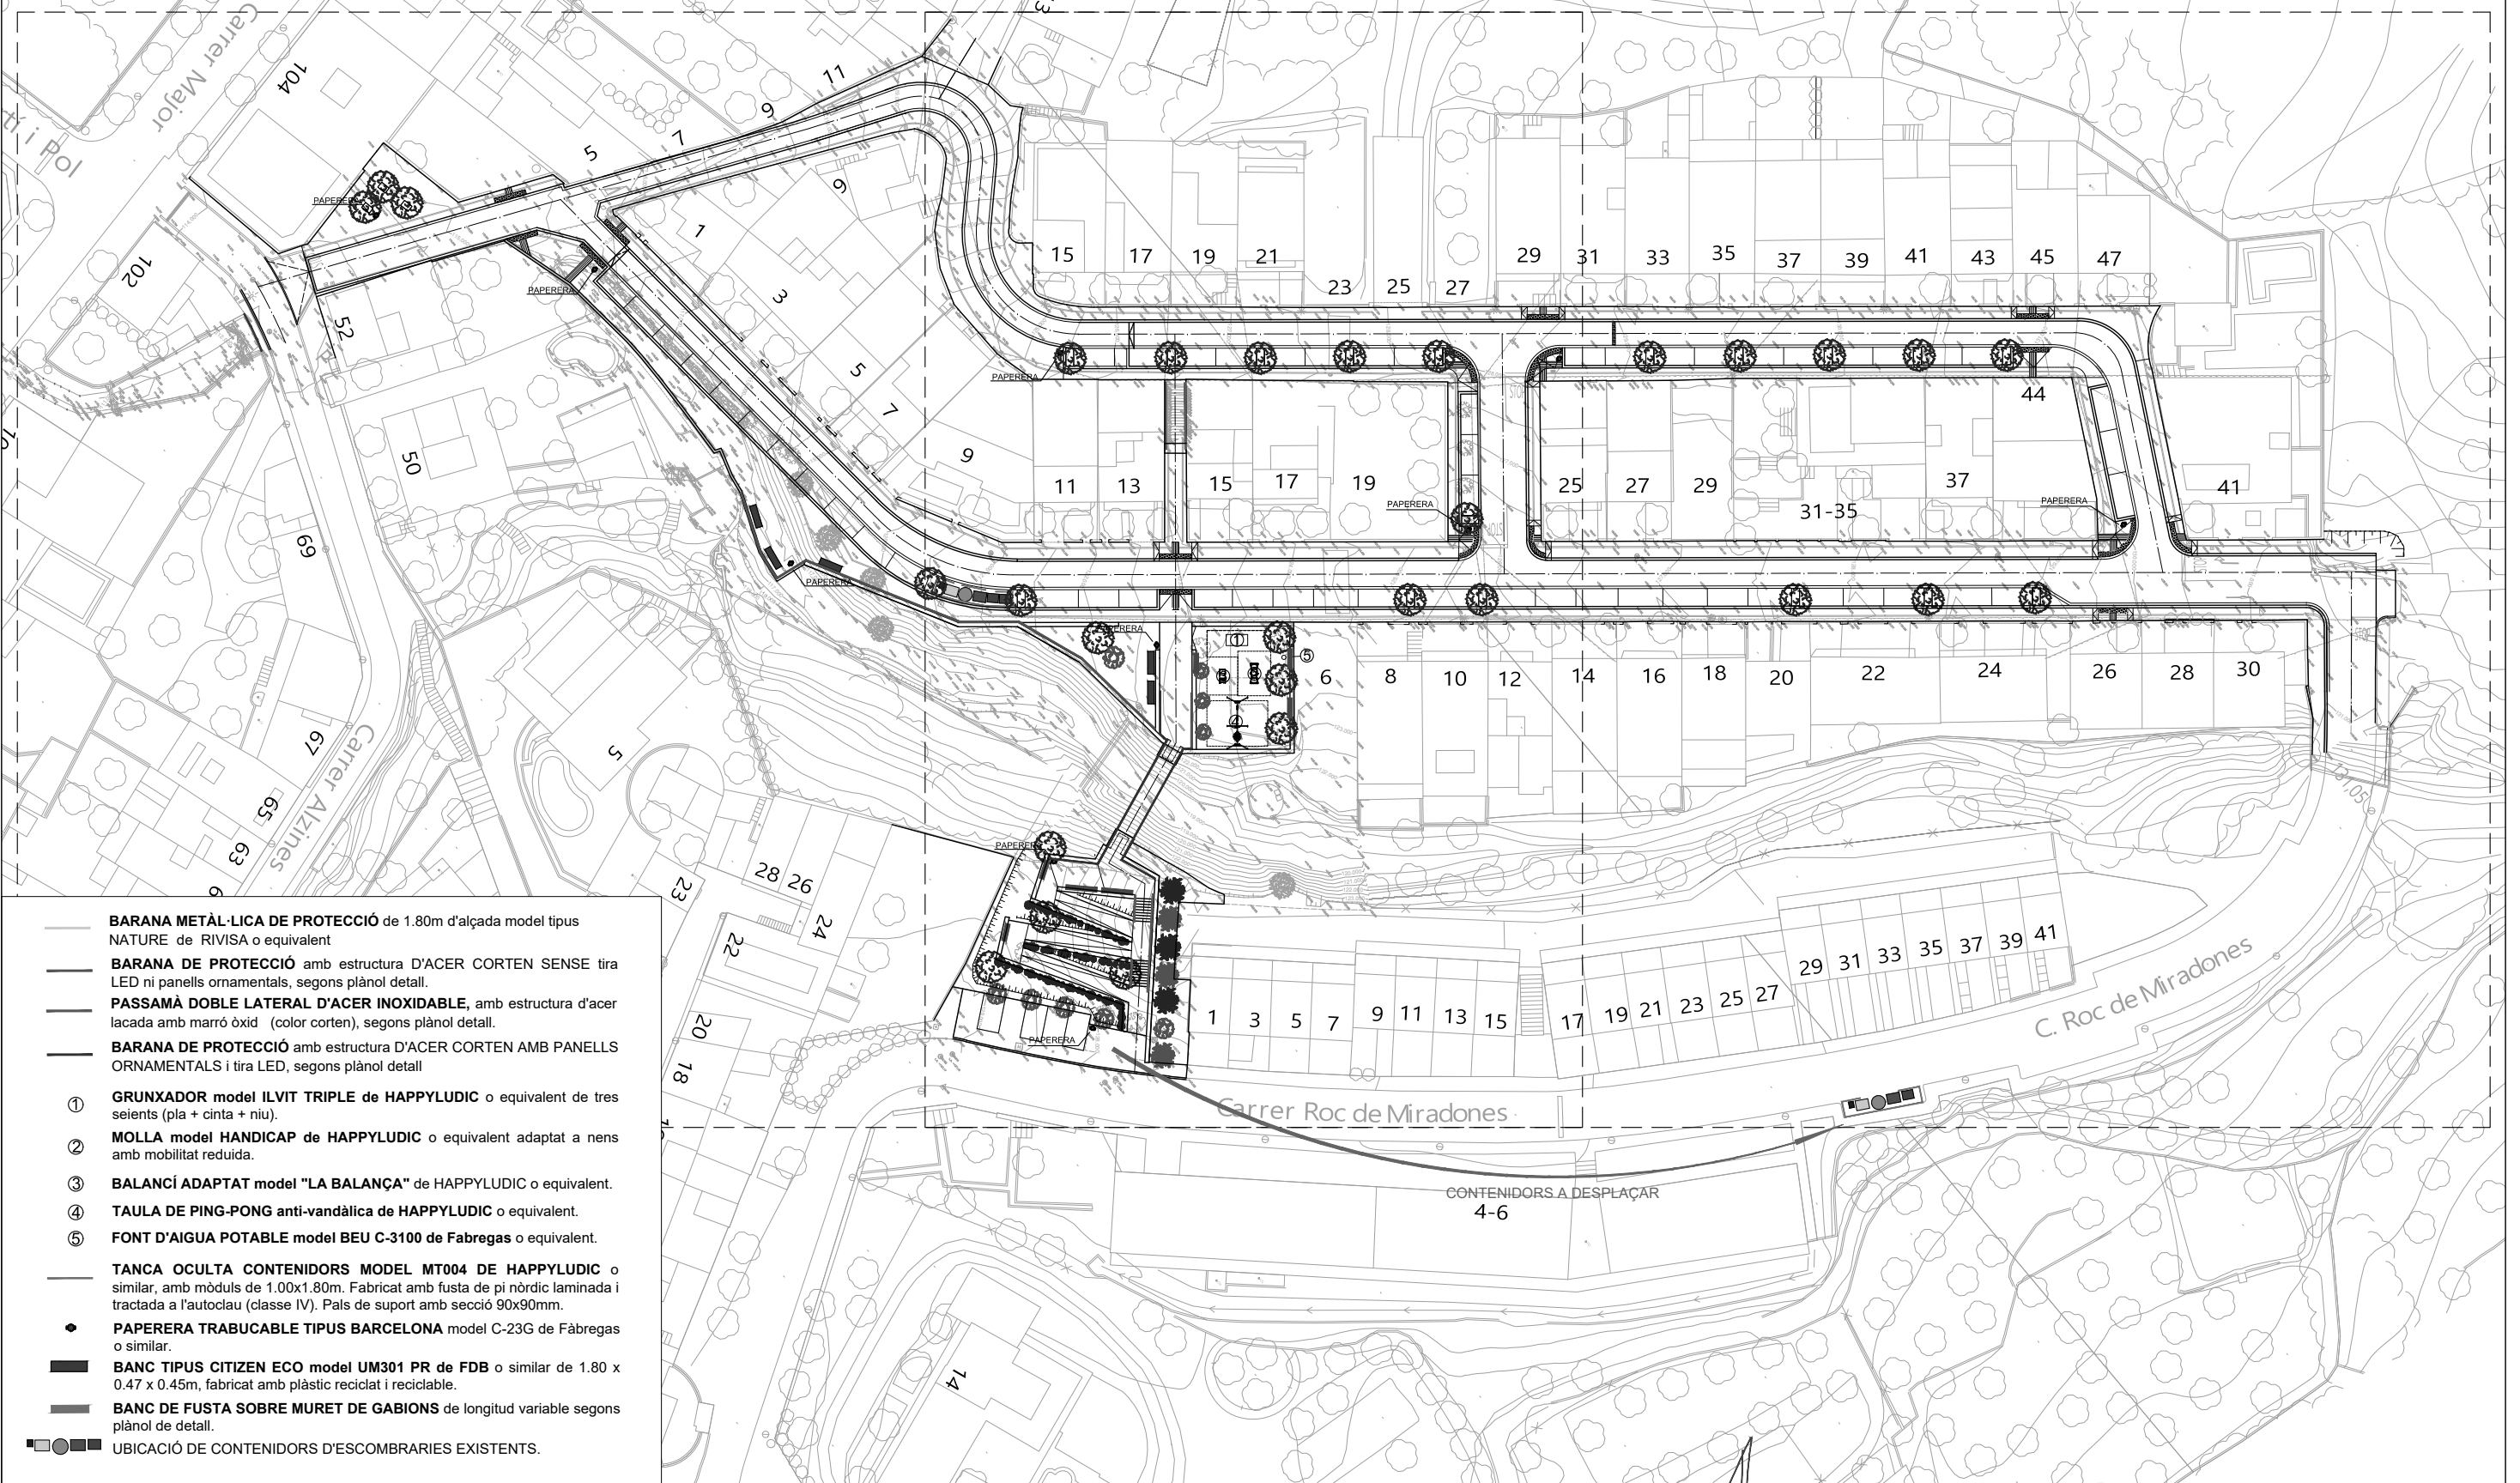 Carrer Major
tí i Pol
104
102
11
9
7
5
PAPERERA
PAPERERA
52
50
69
67
65
63
Carrer Alzines
1
3
5
7
9
9
15
17
19
21
23
25
27
29
31
33
35
37
39
41
43
45
47
PAPERERA
44
11
13
15
17
19
PAPERERA
25
27
29
31-35
37
PAPERERA
41
STOP
PAPERERA
1
4
5
6
8
10
12
14
16
18
20
22
24
26
28
30
131,05
5
28
26
24
23
22
20
18
1
3
5
7
9
11
13
15
17
19
21
23
25
27
29
31
33
35
37
39
41
PAPERERA
C. Roc de Miradones
Carrer Roc de Miradones
CONTENIDORS A DESPLAÇAR
4-6
14
BARANA METÀL·LICA DE PROTECCIÓ de 1.80m d'alçada model tipus
NATURE de RIVISA o equivalent
BARANA DE PROTECCIÓ amb estructura D'ACER CORTEN SENSE tira
LED ni panells ornamentals, segons plànol detall.
PASSAMÀ DOBLE LATERAL D'ACER INOXIDABLE, amb estructura d'acer
lacada amb marró òxid (color corten), segons plànol detall.
BARANA DE PROTECCIÓ amb estructura D'ACER CORTEN AMB PANELLS
ORNAMENTALS i tira LED, segons plànol detall
1 GRUNXADOR model ILVIT TRIPLE de HAPPYLUDIC o equivalent de tres
seients (pla + cinta + niu).
2 MOLLA model HANDICAP de HAPPYLUDIC o equivalent adaptat a nens
amb mobilitat reduida.
3 BALANCÍ ADAPTAT model "LA BALANÇA" de HAPPYLUDIC o equivalent.
4 TAULA DE PING-PONG anti-vandàlica de HAPPYLUDIC o equivalent.
5 FONT D'AIGUA POTABLE model BEU C-3100 de Fabregas o equivalent.
TANCA OCULTA CONTENIDORS MODEL MT004 DE HAPPYLUDIC o
similar, amb mòduls de 1.00x1.80m. Fabricat amb fusta de pi nòrdic laminada i
tractada a l'autoclau (classe IV). Pals de suport amb secció 90x90mm.
PAPERERA TRABUCABLE TIPUS BARCELONA model C-23G de Fàbregas
o similar.
BANC TIPUS CITIZEN ECO model UM301 PR de FDB o similar de 1.80 x
0.47 x 0.45m, fabricat amb plàstic reciclat i reciclable.
BANC DE FUSTA SOBRE MURET DE GABIONS de longitud variable segons
plànol de detall.
UBICACIÓ DE CONTENIDORS D'ESCOMBRARIES EXISTENTS.